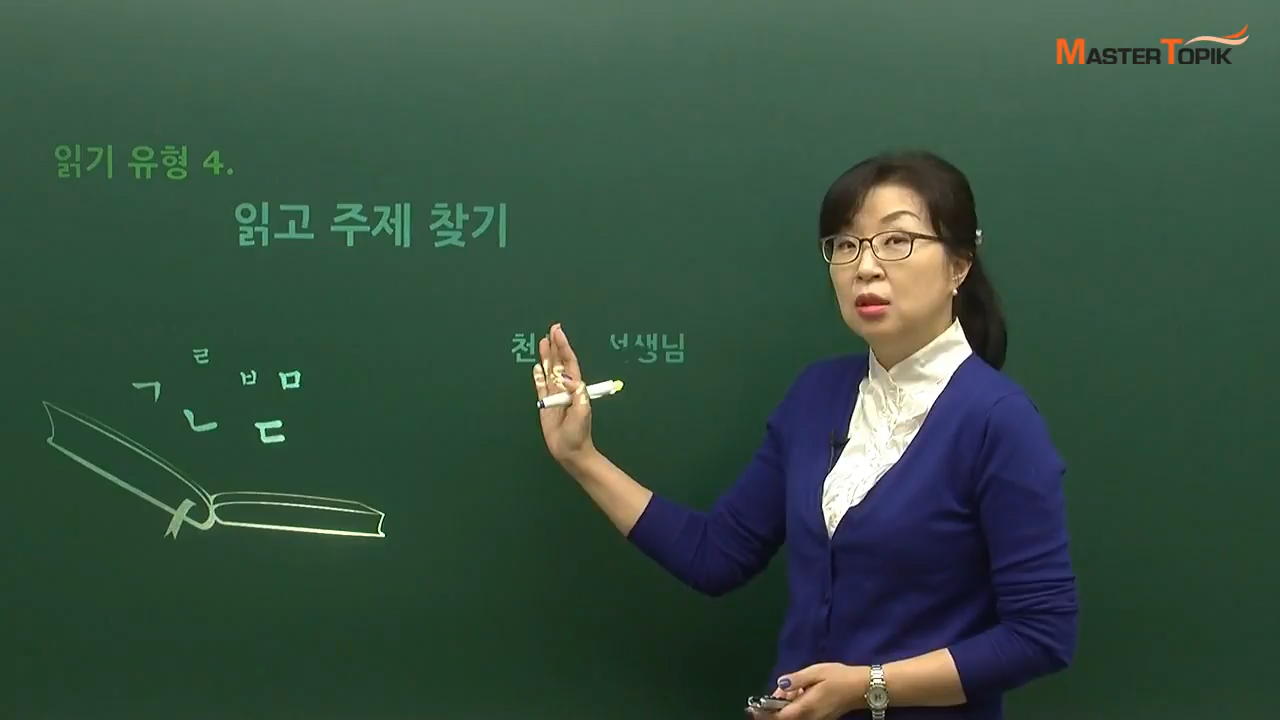 MASTER TOPIK
읽기 유형 4.
읽고 주제 찾기
ㄹ
ㄱ ㅂ ㅁ
ㄴ ㄷ